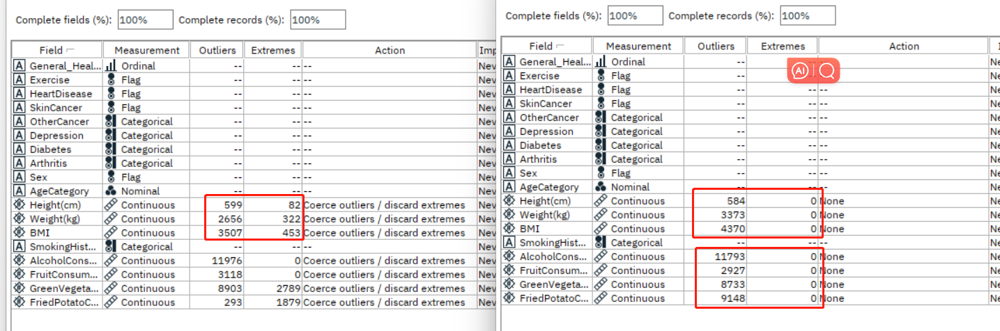 Complete fields (%): 100% Complete records (%): 100%
Field Measurement Outliers Extremes Action Imp
General_Heal... Ordinal -- -- -- Nev
Exercise Flag -- -- -- Nev
HeartDisease Flag -- -- -- Nev
SkinCancer Flag -- -- -- Nev
OtherCancer Categorical -- -- -- Nev
Depression Categorical -- -- -- Nev
Diabetes Categorical -- -- -- Nev
Arthritis Categorical -- -- -- Nev
Sex Flag -- -- -- Nev
AgeCategory Nominal -- -- -- Nev
Height(cm) Continuous 599 82 Coerce outliers / discard extremes Nev
Weight(kg) Continuous 2656 322 Coerce outliers / discard extremes Nev
BMI Continuous 3507 453 Coerce outliers / discard extremes Nev
SmokingHist... Categorical -- -- -- Nev
AlcoholCons... Continuous 11976 0 Coerce outliers / discard extremes Nev
FruitConsum... Continuous 3118 0 Coerce outliers / discard extremes Nev
GreenVegeta... Continuous 8903 2789 Coerce outliers / discard extremes Nev
FriedPotatoC... Continuous 293 1879 Coerce outliers / discard extremes Nev
Complete fields (%): 100% Complete records (%): 100%
Field Measurement Outliers Extremes Action I
General_Heal... Ordinal -- -- -- Ne
AI
Exercise Flag -- -- -- Ne
HeartDisease Flag -- -- -- Ne
SkinCancer Flag -- -- -- Ne
OtherCancer Categorical -- -- -- Ne
Depression Categorical -- -- -- Ne
Diabetes Categorical -- -- -- Ne
Arthritis Categorical -- -- -- Ne
Sex Flag -- -- -- Ne
AgeCategory Nominal -- -- -- Ne
Height(cm) Continuous 584 0 None Ne
Weight(kg) Continuous 3373 0 None Ne
BMI Continuous 4370 0 None Ne
SmokingHist... Categorical -- -- -- Ne
AlcoholCons... Continuous 11793 0 None Ne
FruitConsum... Continuous 2927 0 None Ne
GreenVegeta... Continuous 8733 0 None Ne
FriedPotatoC... Continuous 9148 0 None Ne